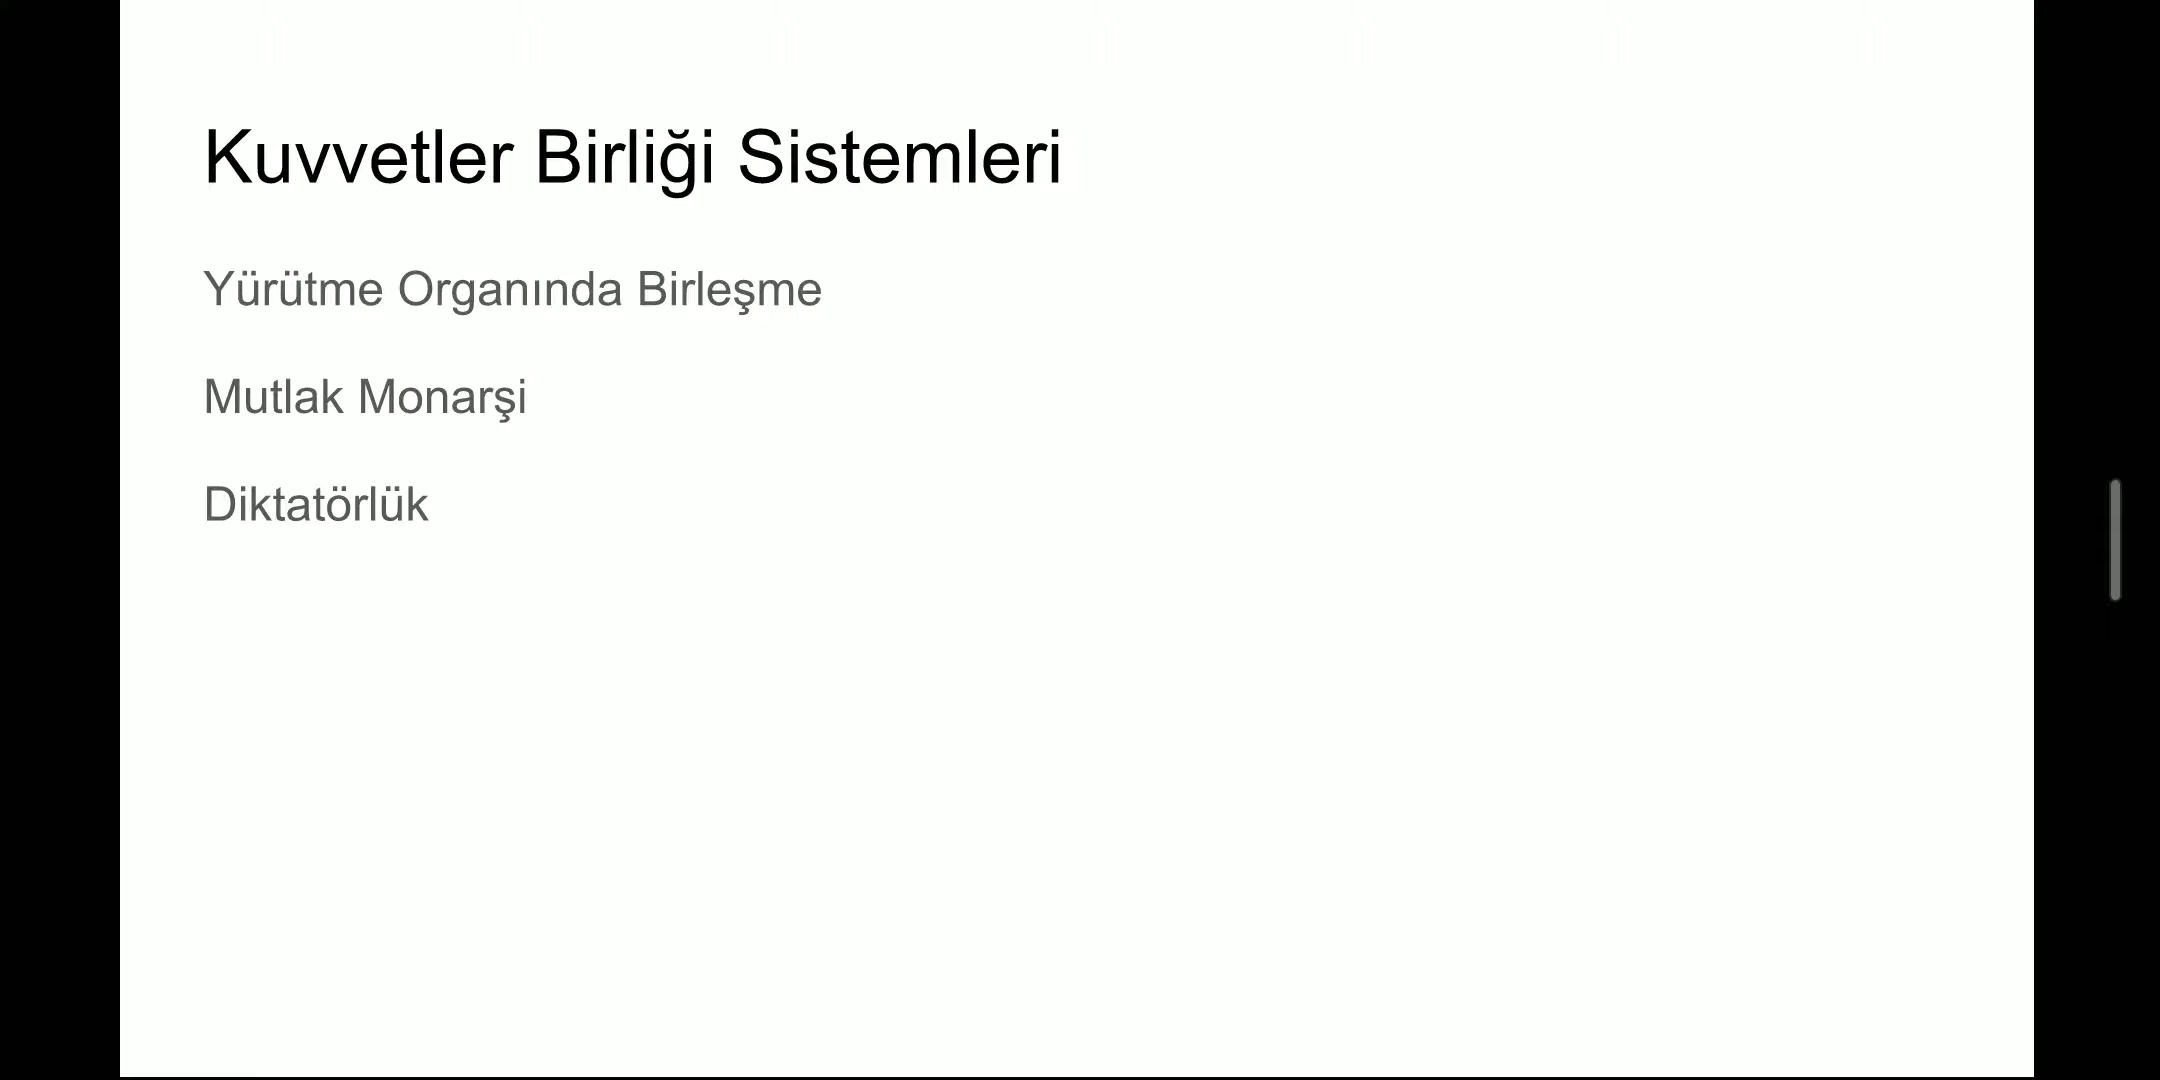 Kuvvetler Birliği Sistemleri
Yürütme Organında Birleşme
Mutlak Monarşi
Diktatörlük